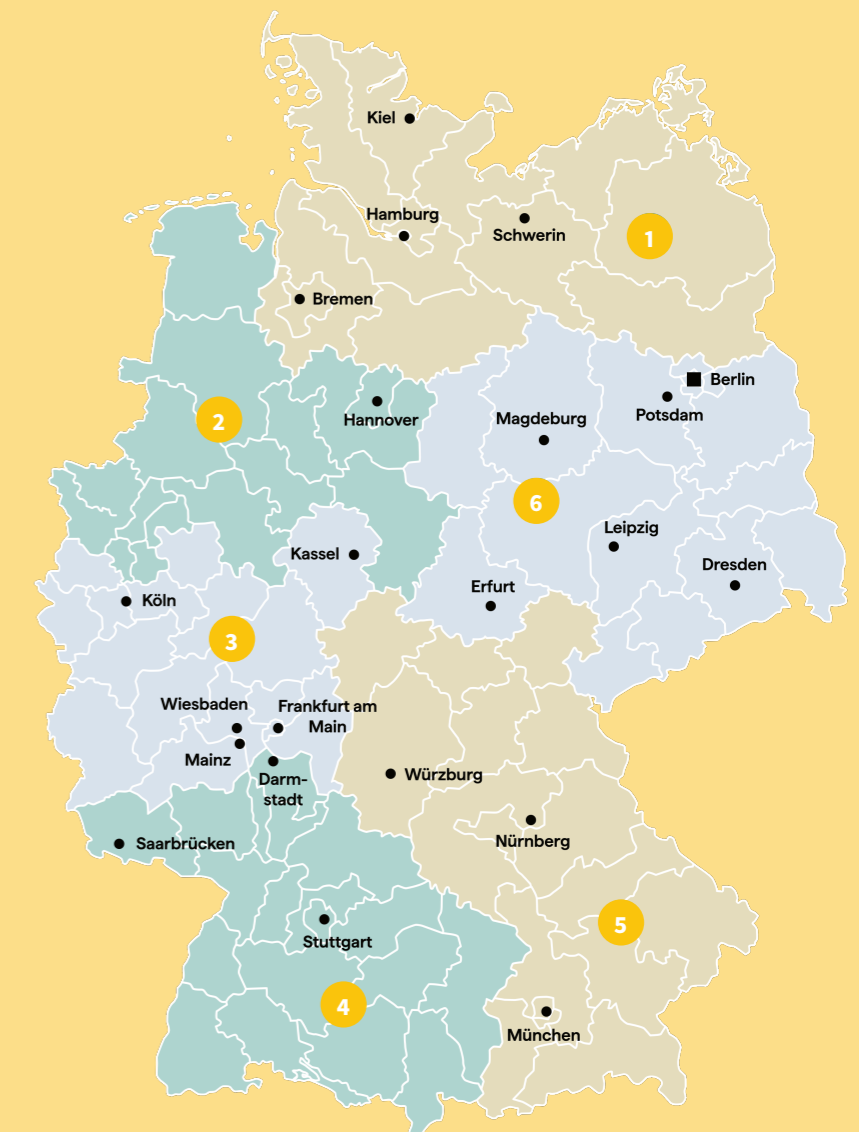 Kiel
Hamburg
Schwerin
1
Bremen
Berlin
Potsdam
2
Hannover
Magdeburg
6
Leipzig
Kassel
Dresden
Erfurt
Köln
3
Wiesbaden
Frankfurt am
Main
Mainz
Darm-
stadt
Würzburg
Saarbrücken
Nürnberg
5
Stuttgart
4
München